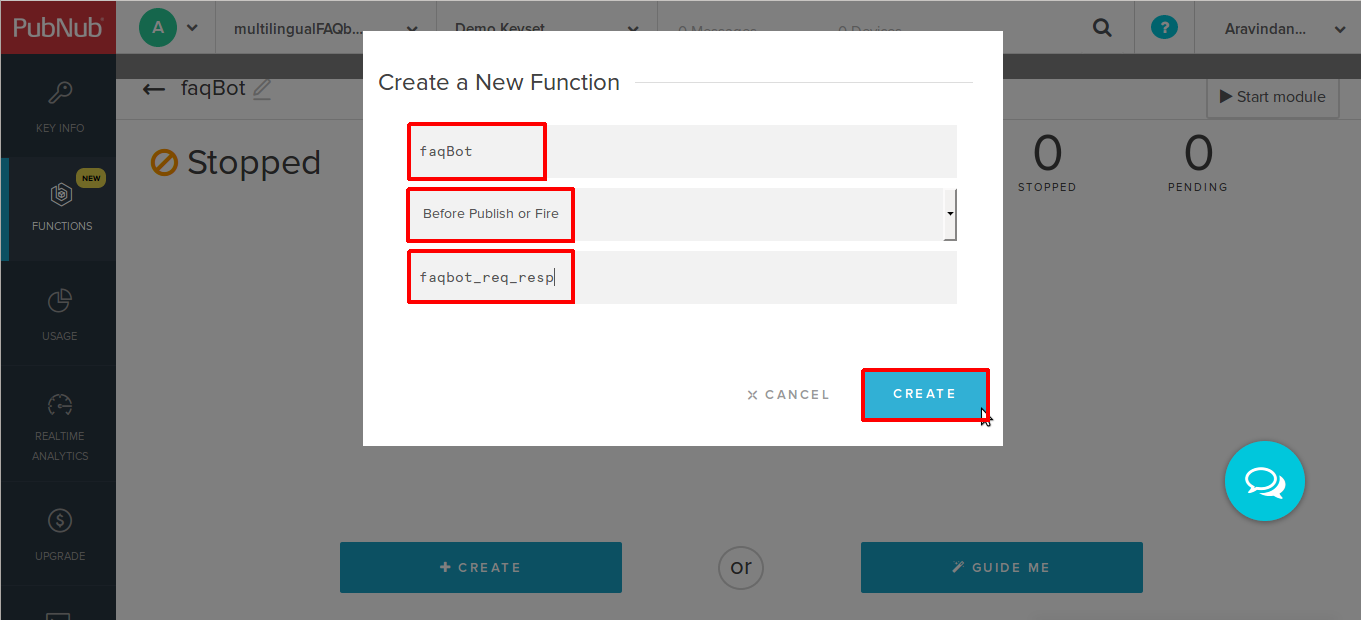 PubNub
A
multilingualFAQb...
Demo Keyset
0 Messages
0 Devices
?
Aravindan...
KEY INFO
NEW
FUNCTIONS
USAGE
REALTIME
ANALYTICS
$
UPGRADE
faqBot
Start module
Stopped
0
STOPPED
0
PENDING
Create a New Function
faqBot
Before Publish or Fire
faqbot_req_resp
CANCEL
CREATE
CREATE
or
GUIDE ME